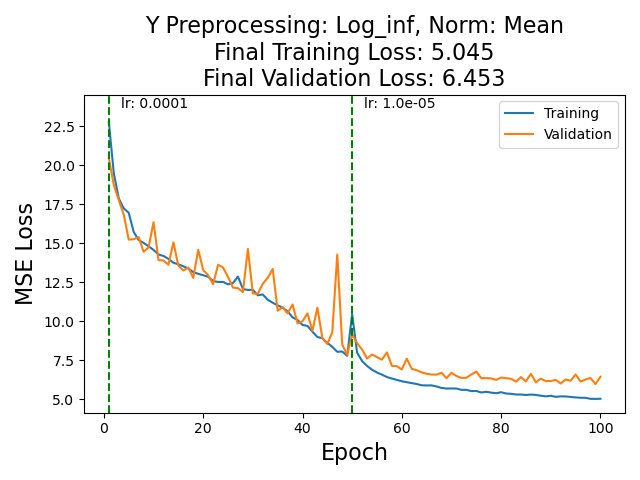 Y Preprocessing: Log_inf, Norm: Mean
Final Training Loss: 5.045
Final Validation Loss: 6.453
lr: 0.0001
lr: 1.0e-05
Training
Validation
22.5
20.0
17.5
15.0
12.5
10.0
7.5
5.0
MSE Loss
0
20
40
60
80
100
Epoch